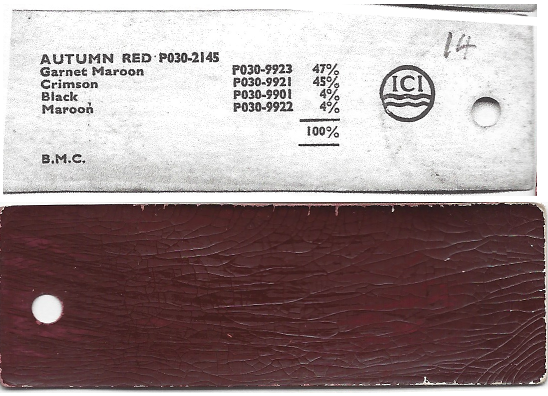 14
AUTUMN RED P030-2145
Garnet Maroon P030-9923 47%
Crimson P030-9921 45%
Black P030-9901 4%
Maroon P030-9922 4%
100%
ICI
B.M.C.